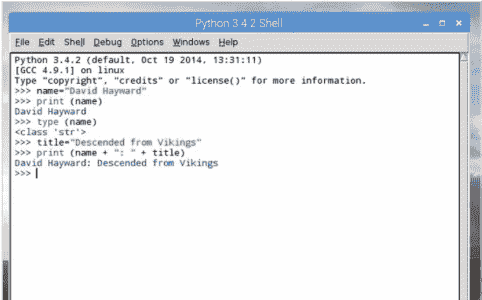 Python 3.4.2 Shell
File Edit Shell Debug Options Windows Help
Python 3.4.2 (default, Oct 19 2014, 13:31:11)
[GCC 4.9.1] on linux
Type "copyright", "credits" or "license()" for more information.
>>> name="David Hayward"
>>> print (name)
David Hayward
>>> type (name)
<class 'str'>
>>> title="Descended from Vikings"
>>> print (name + ": " + title)
David Hayward: Descended from Vikings
>>>